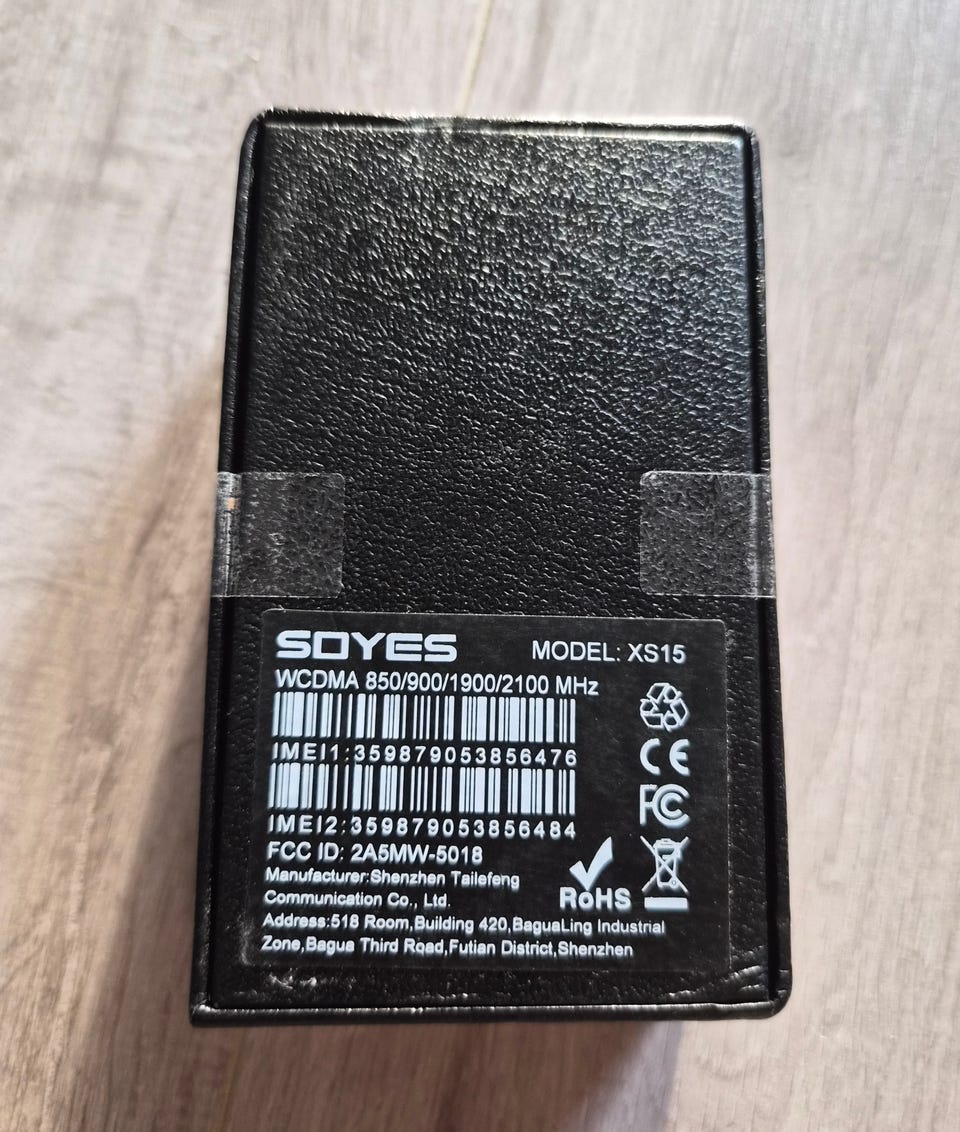 SOYES
MODEL: XS15
WCDMA 850/900/1900/2100 MHz
IMEI1:359879053856476
IMEI2:359879053856484
FCC ID: 2A5MW-5018
Manufacturer:Shenzhen Tailefeng
Communication Co., Ltd.
Address:518 Room,Building 420,BaguaLing Industrial
Zone,Bagua Third Road,Futian District,Shenzhen
CE
FC
RoHS